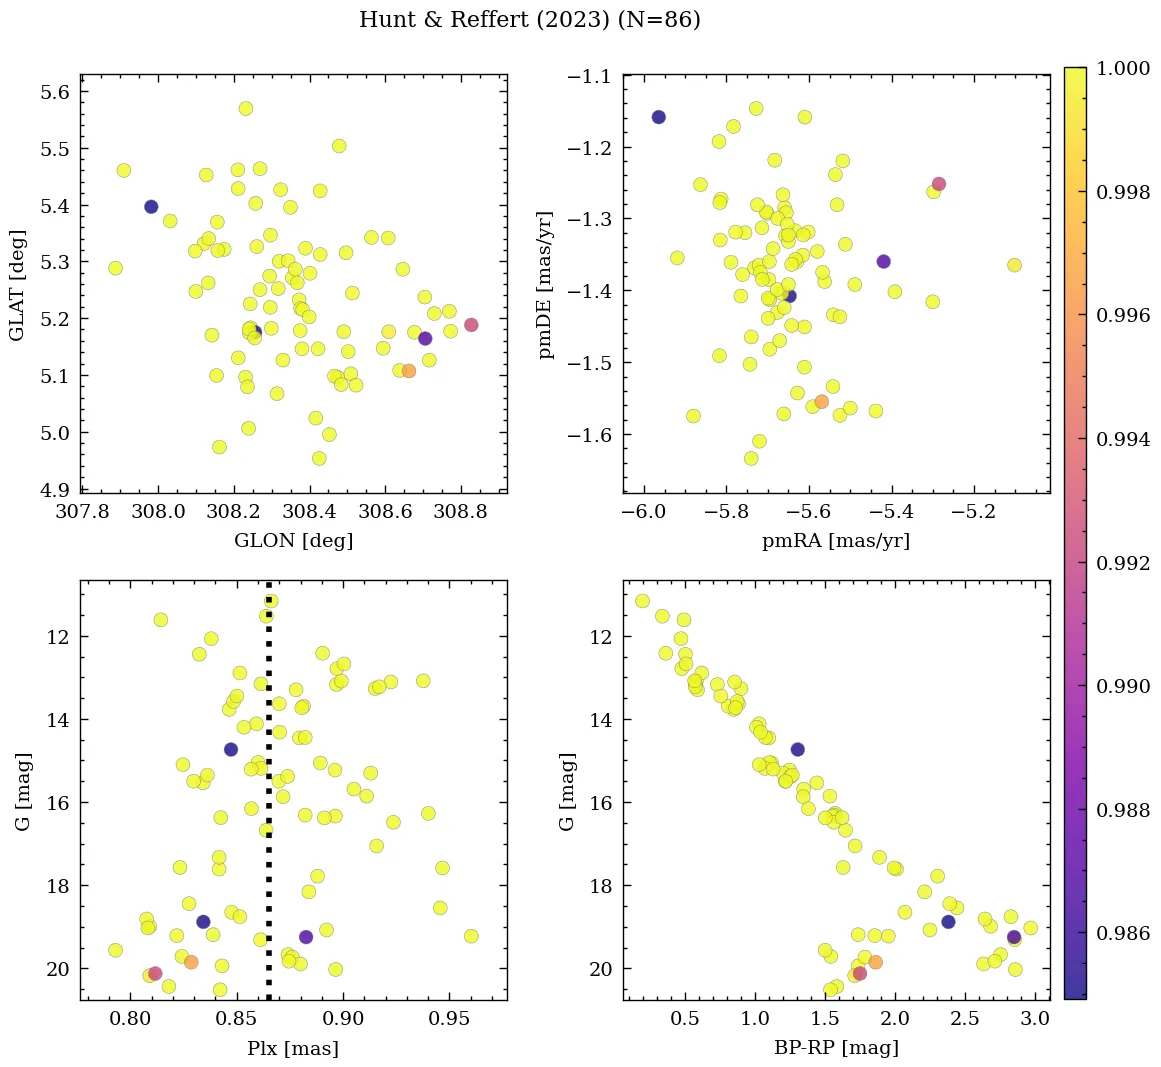 Hunt & Reffert (2023) (N=86)
5.6
5.5
5.4
5.3
5.2
5.1
5.0
4.9
GLAT [deg]
307.8 308.0 308.2 308.4 308.6 308.8
GLON [deg]
−1.1
−1.2
−1.3
−1.4
−1.5
−1.6
pmDE [mas/yr]
−6.0 −5.8 −5.6 −5.4 −5.2
pmRA [mas/yr]
12
14
16
18
20
G [mag]
0.80 0.85 0.90 0.95
Plx [mas]
12
14
16
18
20
G [mag]
0.5 1.0 1.5 2.0 2.5 3.0
BP-RP [mag]
1.000
0.998
0.996
0.994
0.992
0.990
0.988
0.986